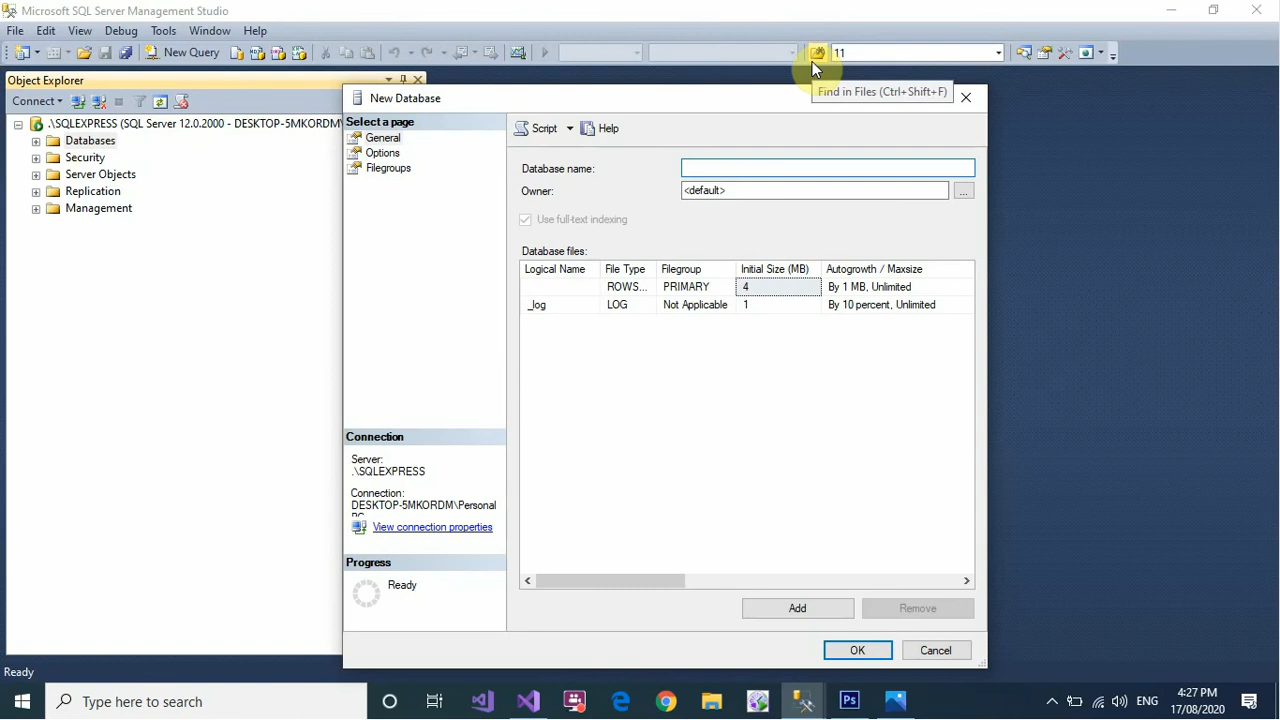 Microsoft SQL Server Management Studio
File Edit View Debug Tools Window Help
New Query
11
Find in Files (Ctrl+Shift+F)
Object Explorer
Connect
.\SQLEXPRESS (SQL Server 12.0.2000 - DESKTOP-5MKORDM\
Databases
Security
Server Objects
Replication
Management
New Database
Select a page
General
Options
Filegroups
Connection
Server:
.\SQLEXPRESS
Connection:
DESKTOP-5MKORDM\Personal
View connection properties
Progress
Ready
Script Help
Database name:
Owner: <default> ...
Use full-text indexing
Database files:
Logical Name File Type Filegroup Initial Size (MB) Autogrowth / Maxsize
ROWS... PRIMARY 4 By 1 MB, Unlimited
_log LOG Not Applicable 1 By 10 percent, Unlimited
Add Remove
OK Cancel
Ready
Type here to search
Ps
ENG
4:27 PM
17/08/2020